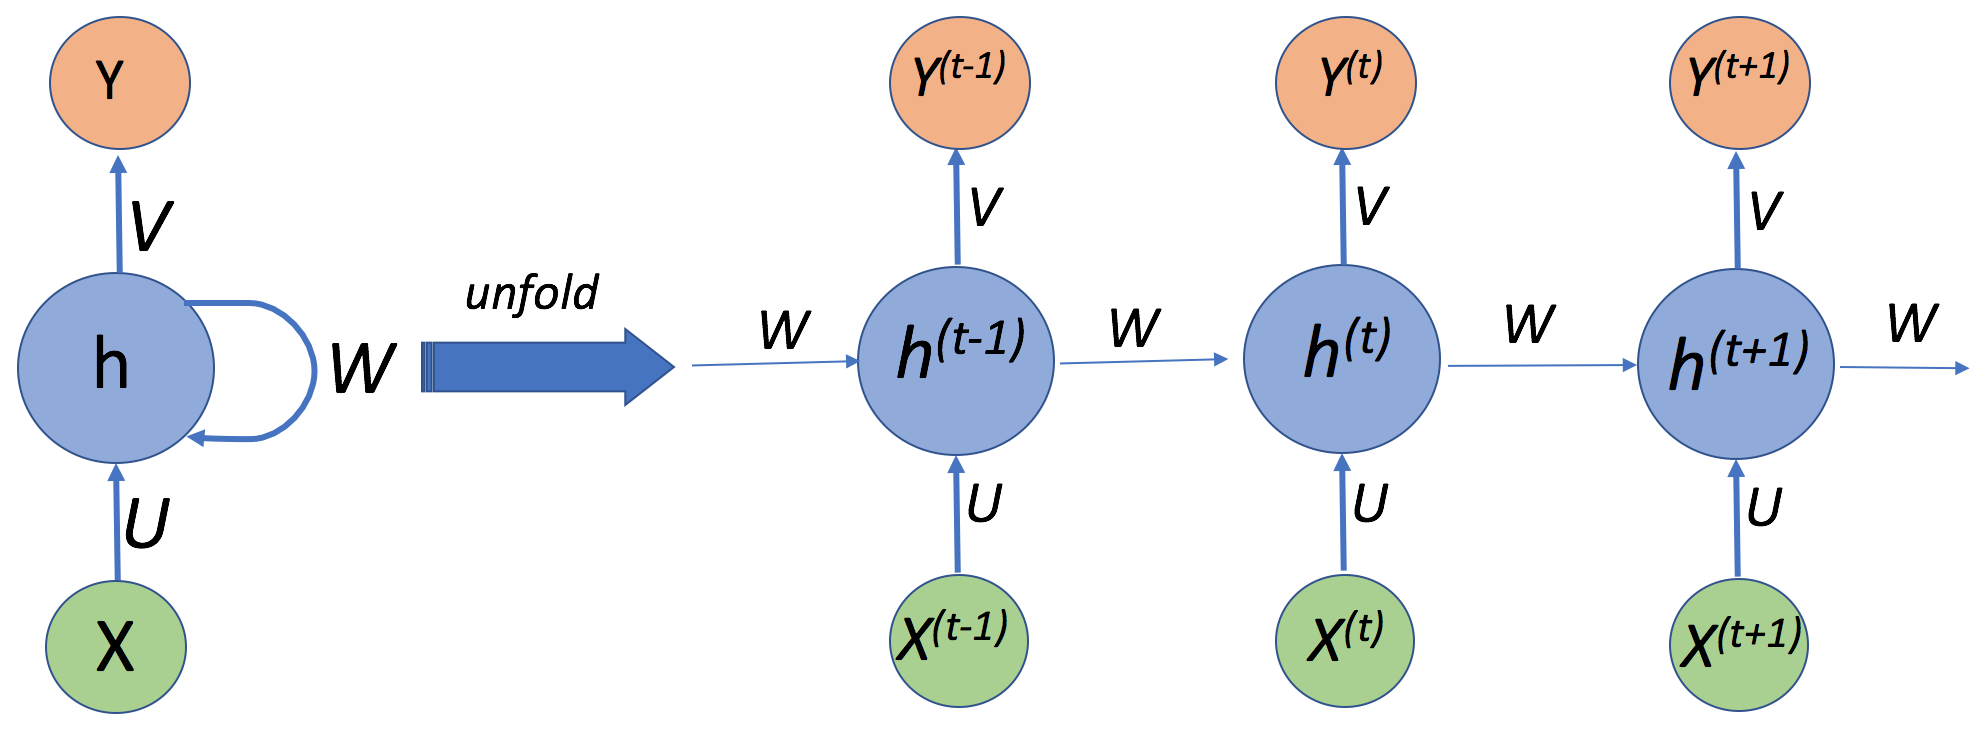 Y
V
h
W
U
X
unfold
Y(t-1)
Y(t)
Y(t+1)
V
V
V
W
h(t-1)
W
h(t)
W
h(t+1)
W
U
U
U
X(t-1)
X(t)
X(t+1)